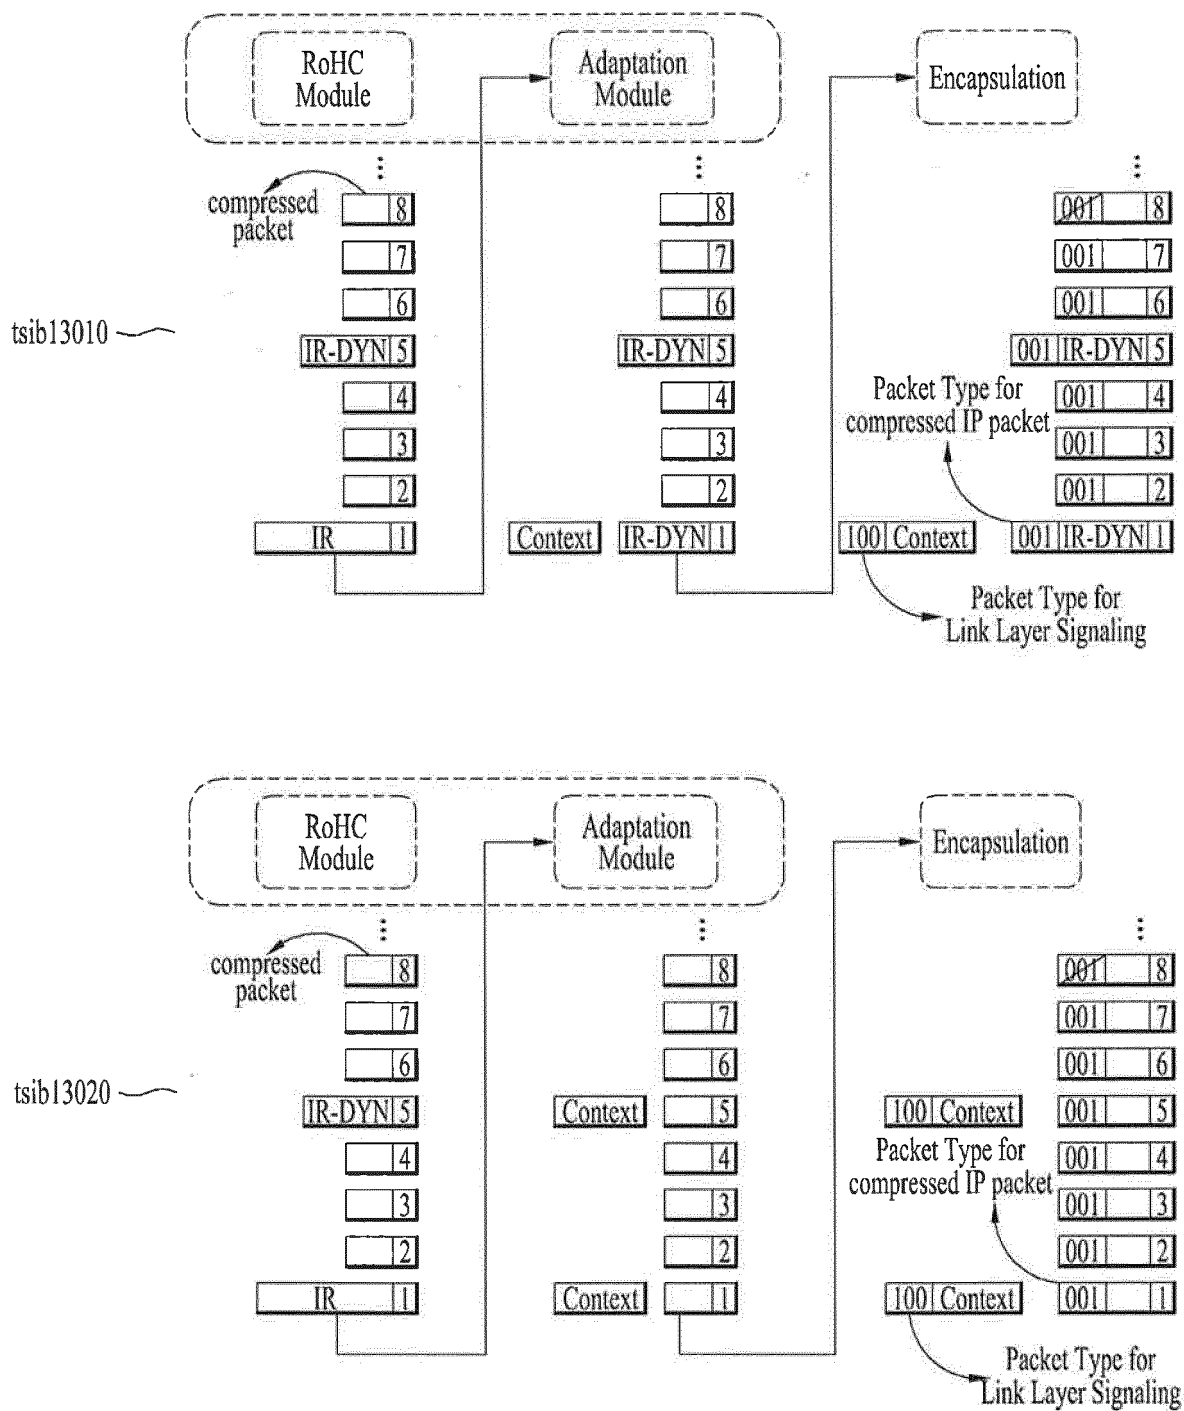 RoHC
Module
Adaptation
Module
Encapsulation
compressed
packet
8
8
001 8
7
7
001 7
6
6
001 6
tsib13010
IR-DYN 5
IR-DYN 5
001 IR-DYN 5
4
4
001 4
Packet Type for
compressed IP packet
3
3
001 3
2
2
001 2
IR 1
Context
IR-DYN 1
100 Context
001 IR-DYN 1
Packet Type for
Link Layer Signaling
RoHC
Module
Adaptation
Module
Encapsulation
compressed
packet
8
8
001 8
7
7
001 7
6
6
001 6
tsib13020
IR-DYN 5
Context
5
100 Context
001 5
4
4
001 4
Packet Type for
compressed IP packet
3
3
001 3
2
2
001 2
IR 1
Context
1
100 Context
001 1
Packet Type for
Link Layer Signaling